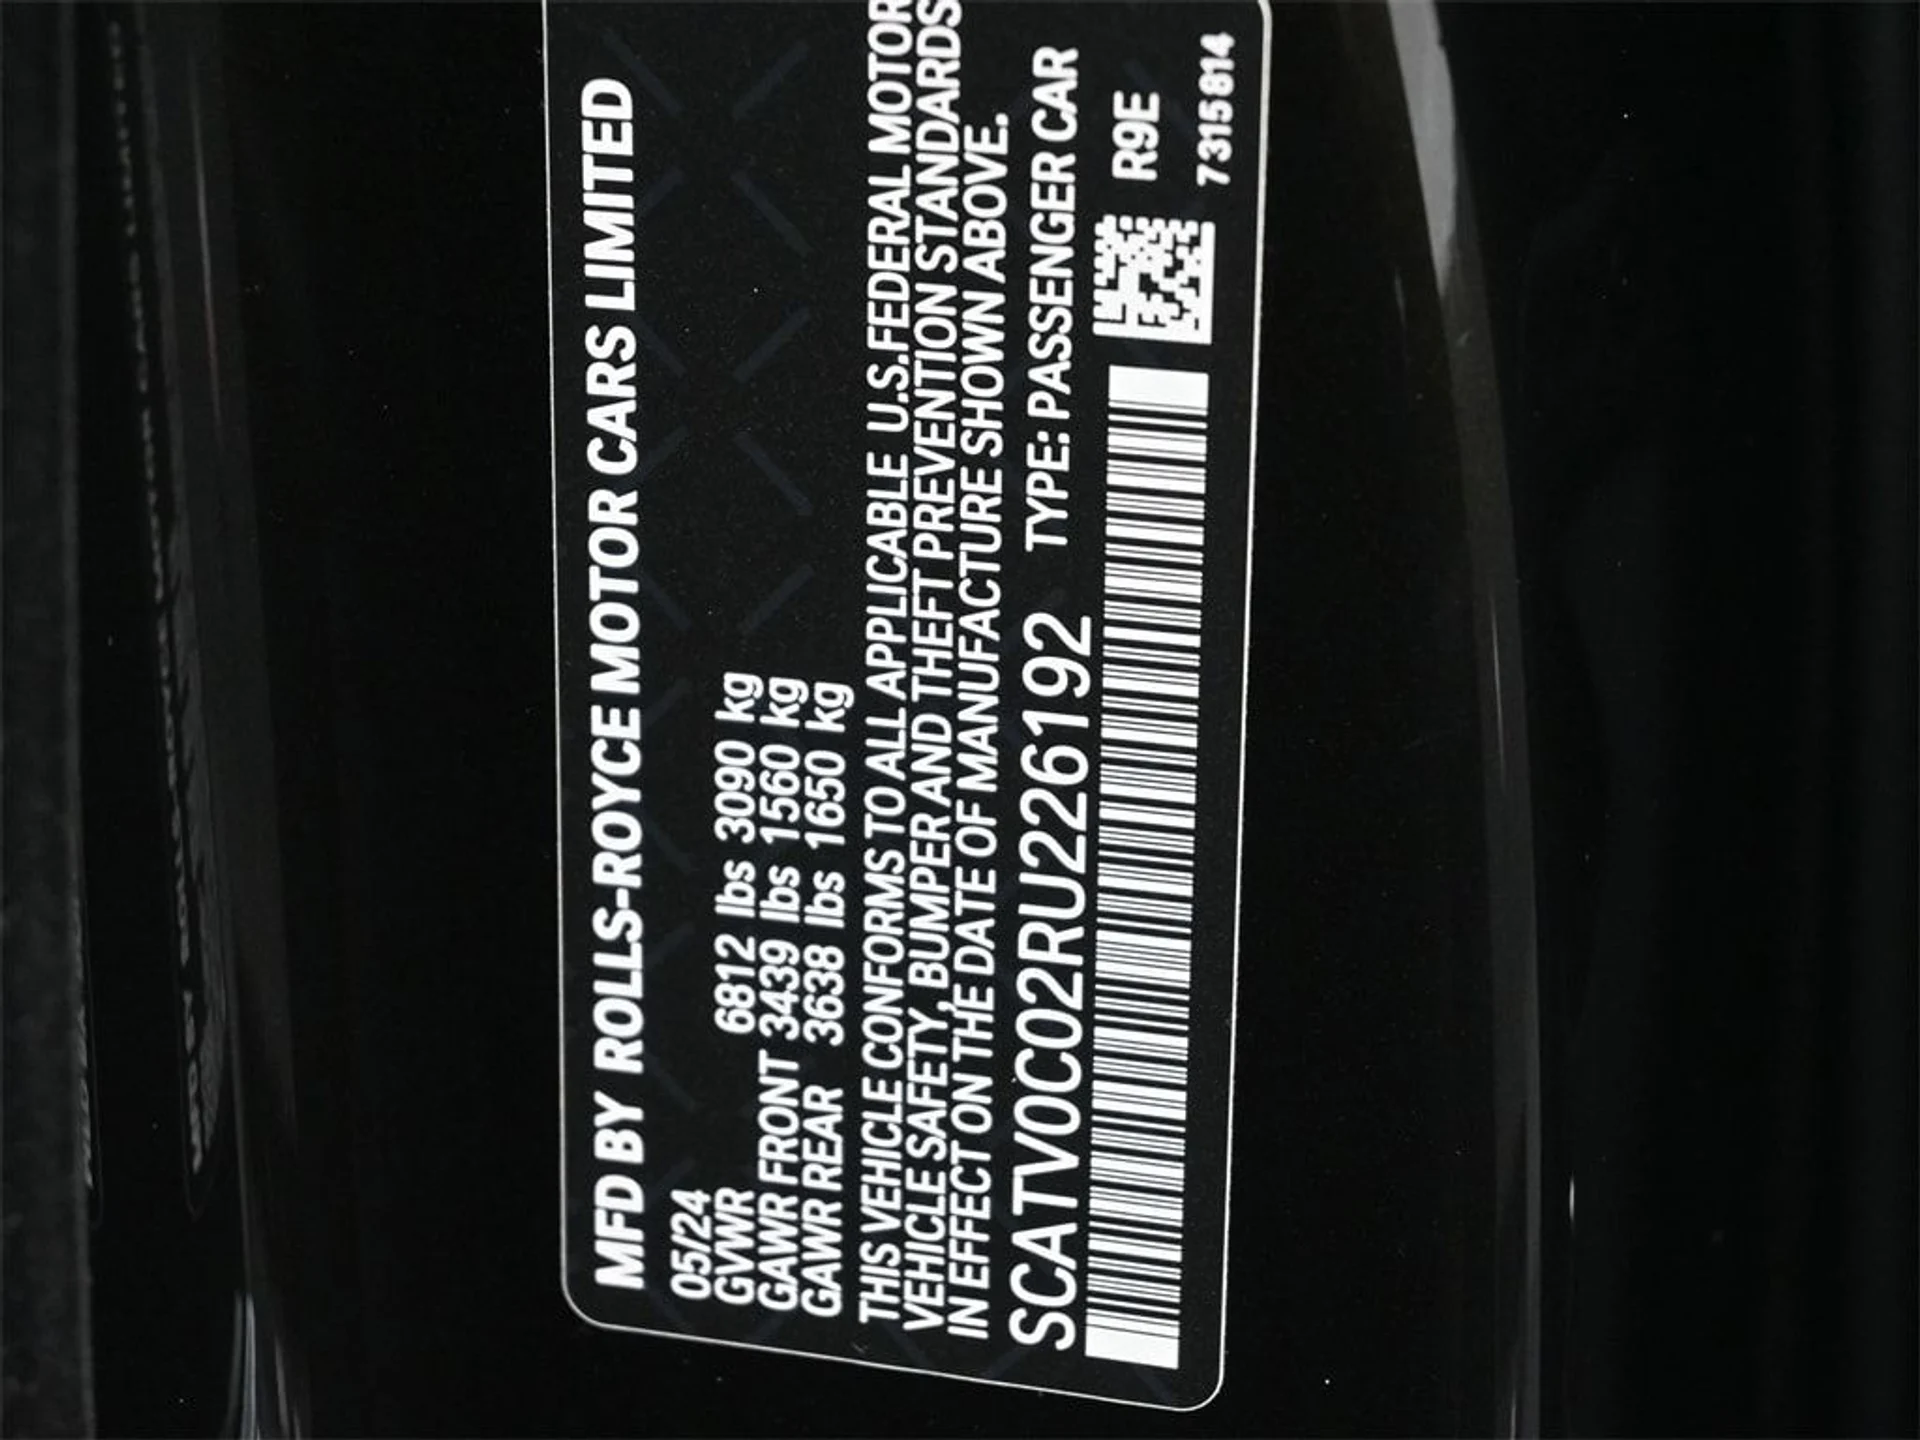 MFD BY ROLLS-ROYCE MOTOR CARS LIMITED
05/24
GVWR 6812 lbs 3090 kg
GAWR FRONT 3439 lbs 1560 kg
GAWR REAR 3638 lbs 1650 kg
THIS VEHICLE CONFORMS TO ALL APPLICABLE U.S.FEDERAL MOTOR
VEHICLE SAFETY, BUMPER AND THEFT PREVENTION STANDARDS
IN EFFECT ON THE DATE OF MANUFACTURE SHOWN ABOVE.
SCATV0C02RU226192 TYPE: PASSENGER CAR
R9E
7315814